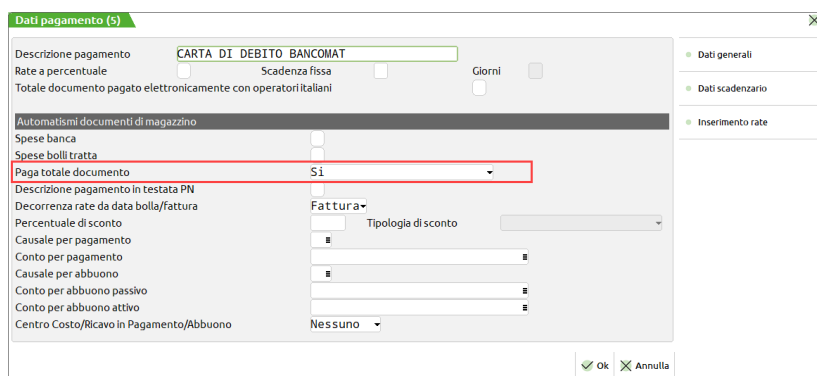 Dati pagamento (5)
Descrizione pagamento CARTA DI DEBITO BANCOMAT
Rate a percentuale Scadenza fissa Giorni
Totale documento pagato elettronicamente con operatori italiani
Automatismi documenti di magazzino
Spese banca
Spese bolli tratta
Paga totale documento Si
Descrizione pagamento in testata PN
Decorrenza rate da data bolla/fattura Fattura
Percentuale di sconto Tipologia di sconto
Causale per pagamento
Conto per pagamento
Causale per abbuono
Conto per abbuono passivo
Conto per abbuono attivo
Centro Costo/Ricavo in Pagamento/Abbuono Nessuno
Dati generali
Dati scadenzario
Inserimento rate
Ok Annulla